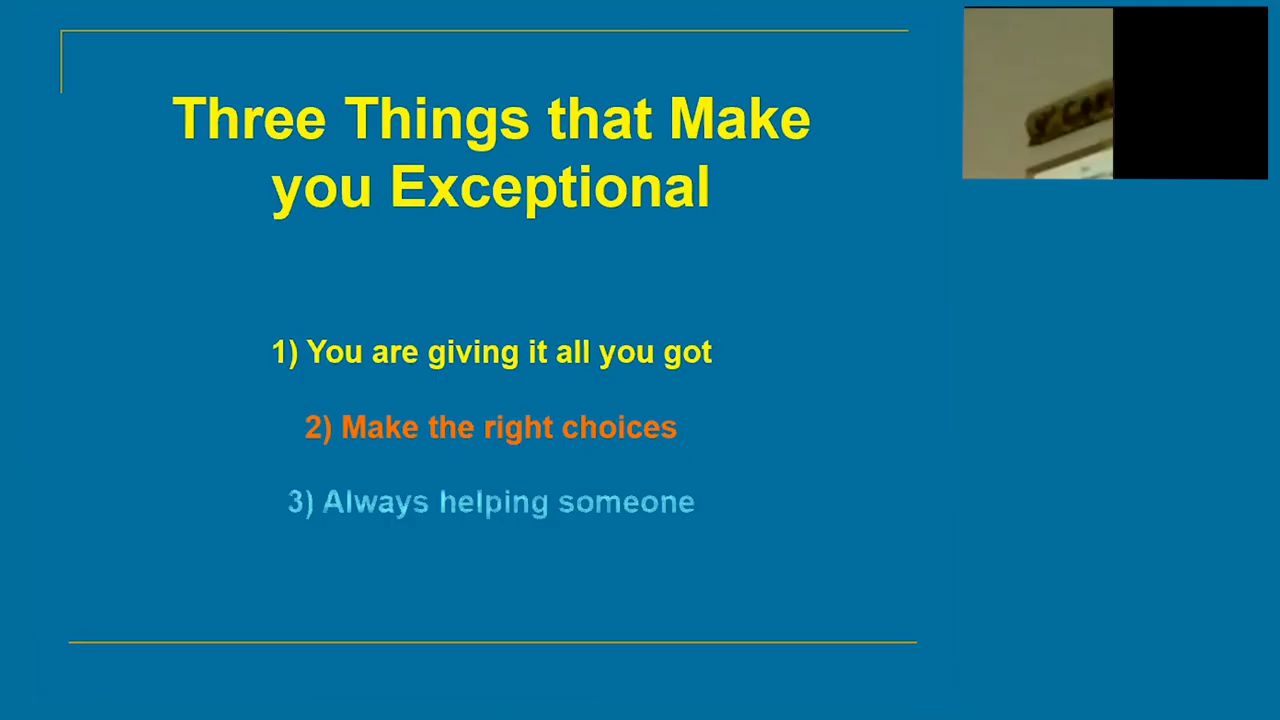 Three Things that Make
you Exceptional
1) You are giving it all you got
2) Make the right choices
3) Always helping someone